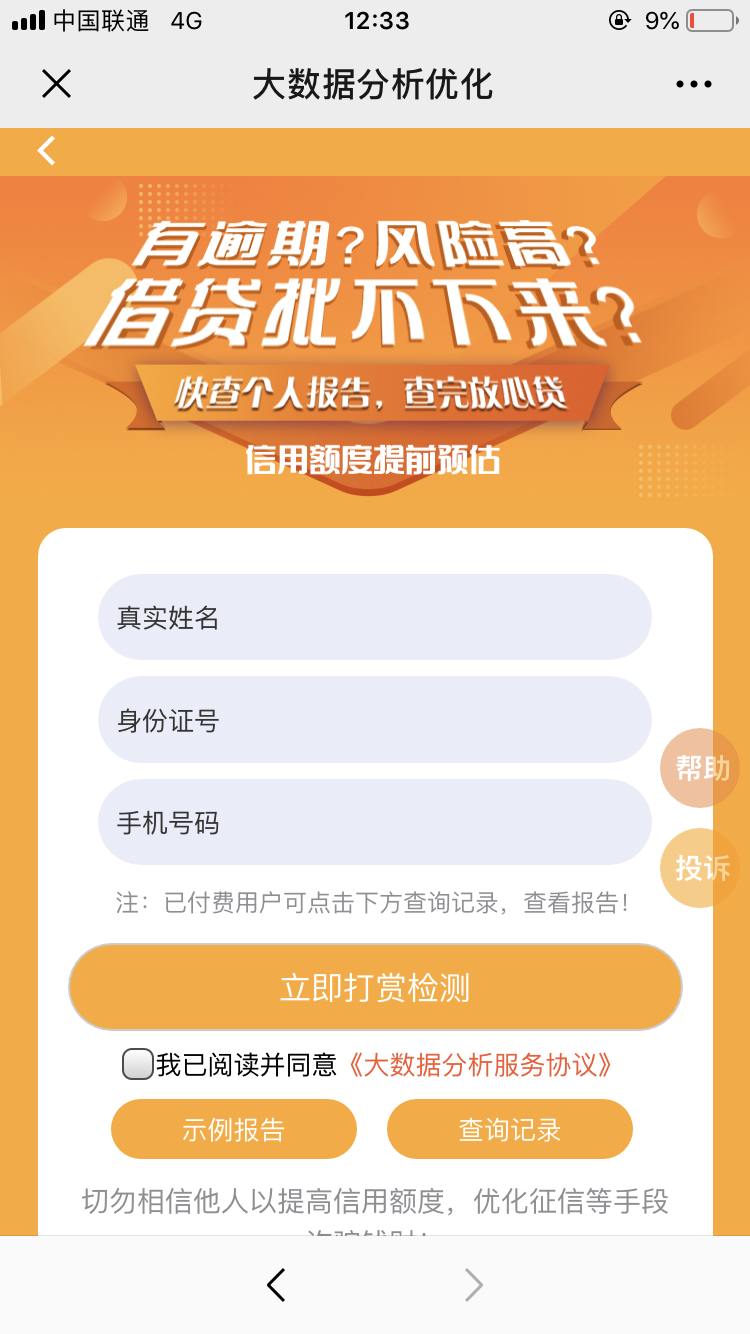 中国联通 4G 12:33 9%
大数据分析优化
有逾期?风险高?
借贷批不下来?
快查个人报告,查完放心贷
信用额度提前预估
真实姓名
身份证号
帮助
手机号码
投诉
注:已付费用户可点击下方查询记录,查看报告!
立即打赏检测
我已阅读并同意《大数据分析服务协议》
示例报告 查询记录
切勿相信他人以提高信用额度,优化征信等手段